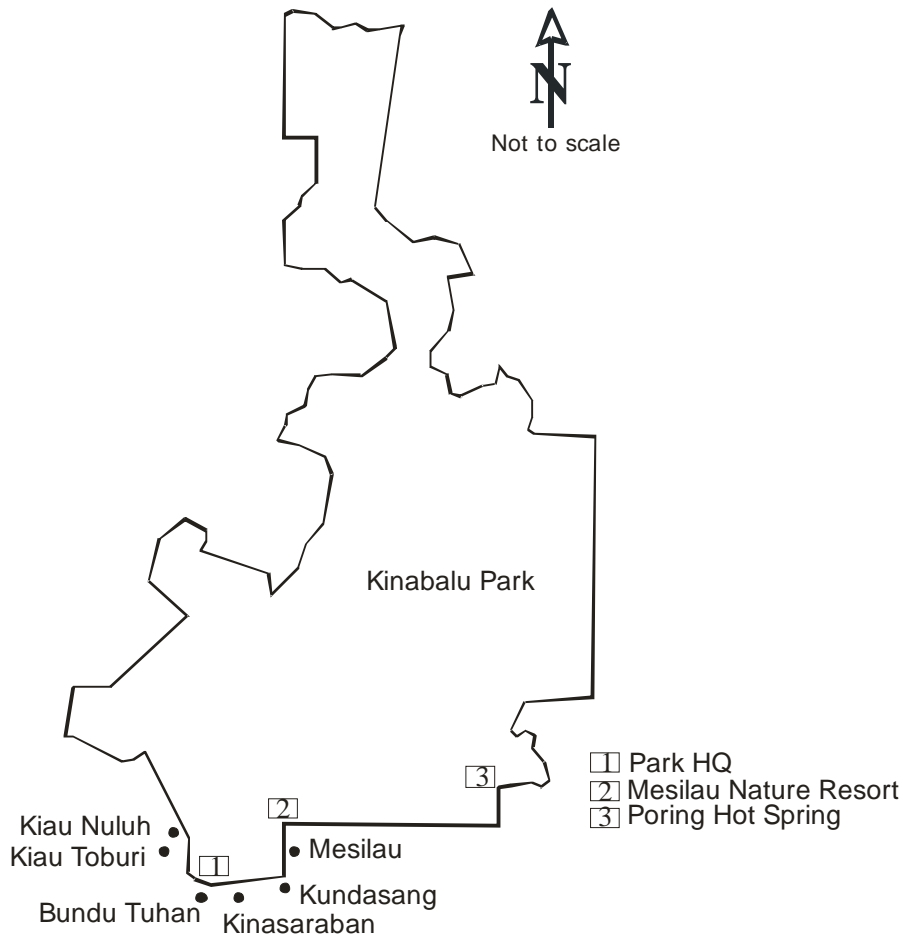 N
Not to scale
Kinabalu Park
1 Park HQ
2 Mesilau Nature Resort
3 Poring Hot Spring
3
2
1
Kiau Nuluh
Kiau Toburi
Mesilau
Bundu Tuhan
Kundasang
Kinasaraban